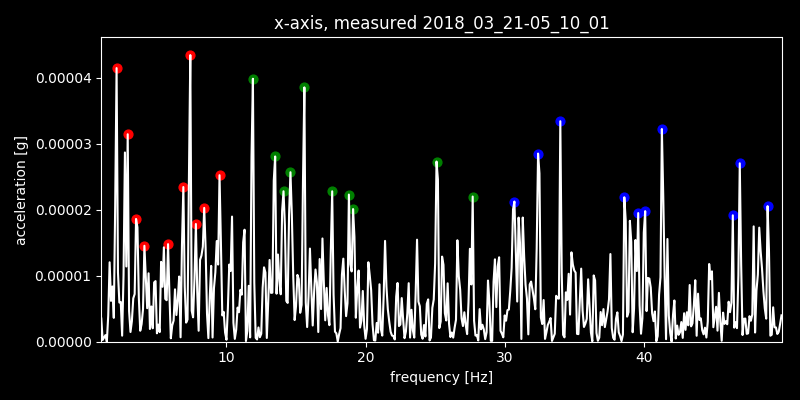 x-axis, measured 2018_03_21-05_10_01
0.00004
0.00003
0.00002
0.00001
0.00000
acceleration [g]
10 20 30 40
frequency [Hz]